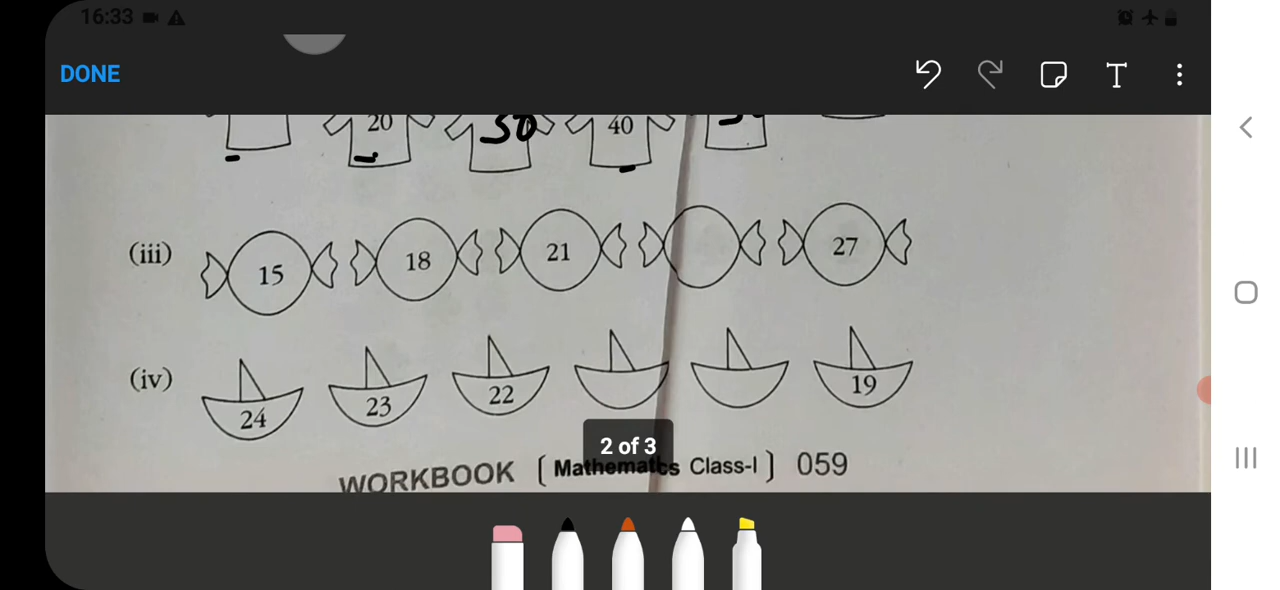 16:33
DONE
T
20 30 40
(iii) 15 18 21 27
(iv) 24 23 22 19
2 of 3
WORKBOOK [ Mathematics Class-I ] 059